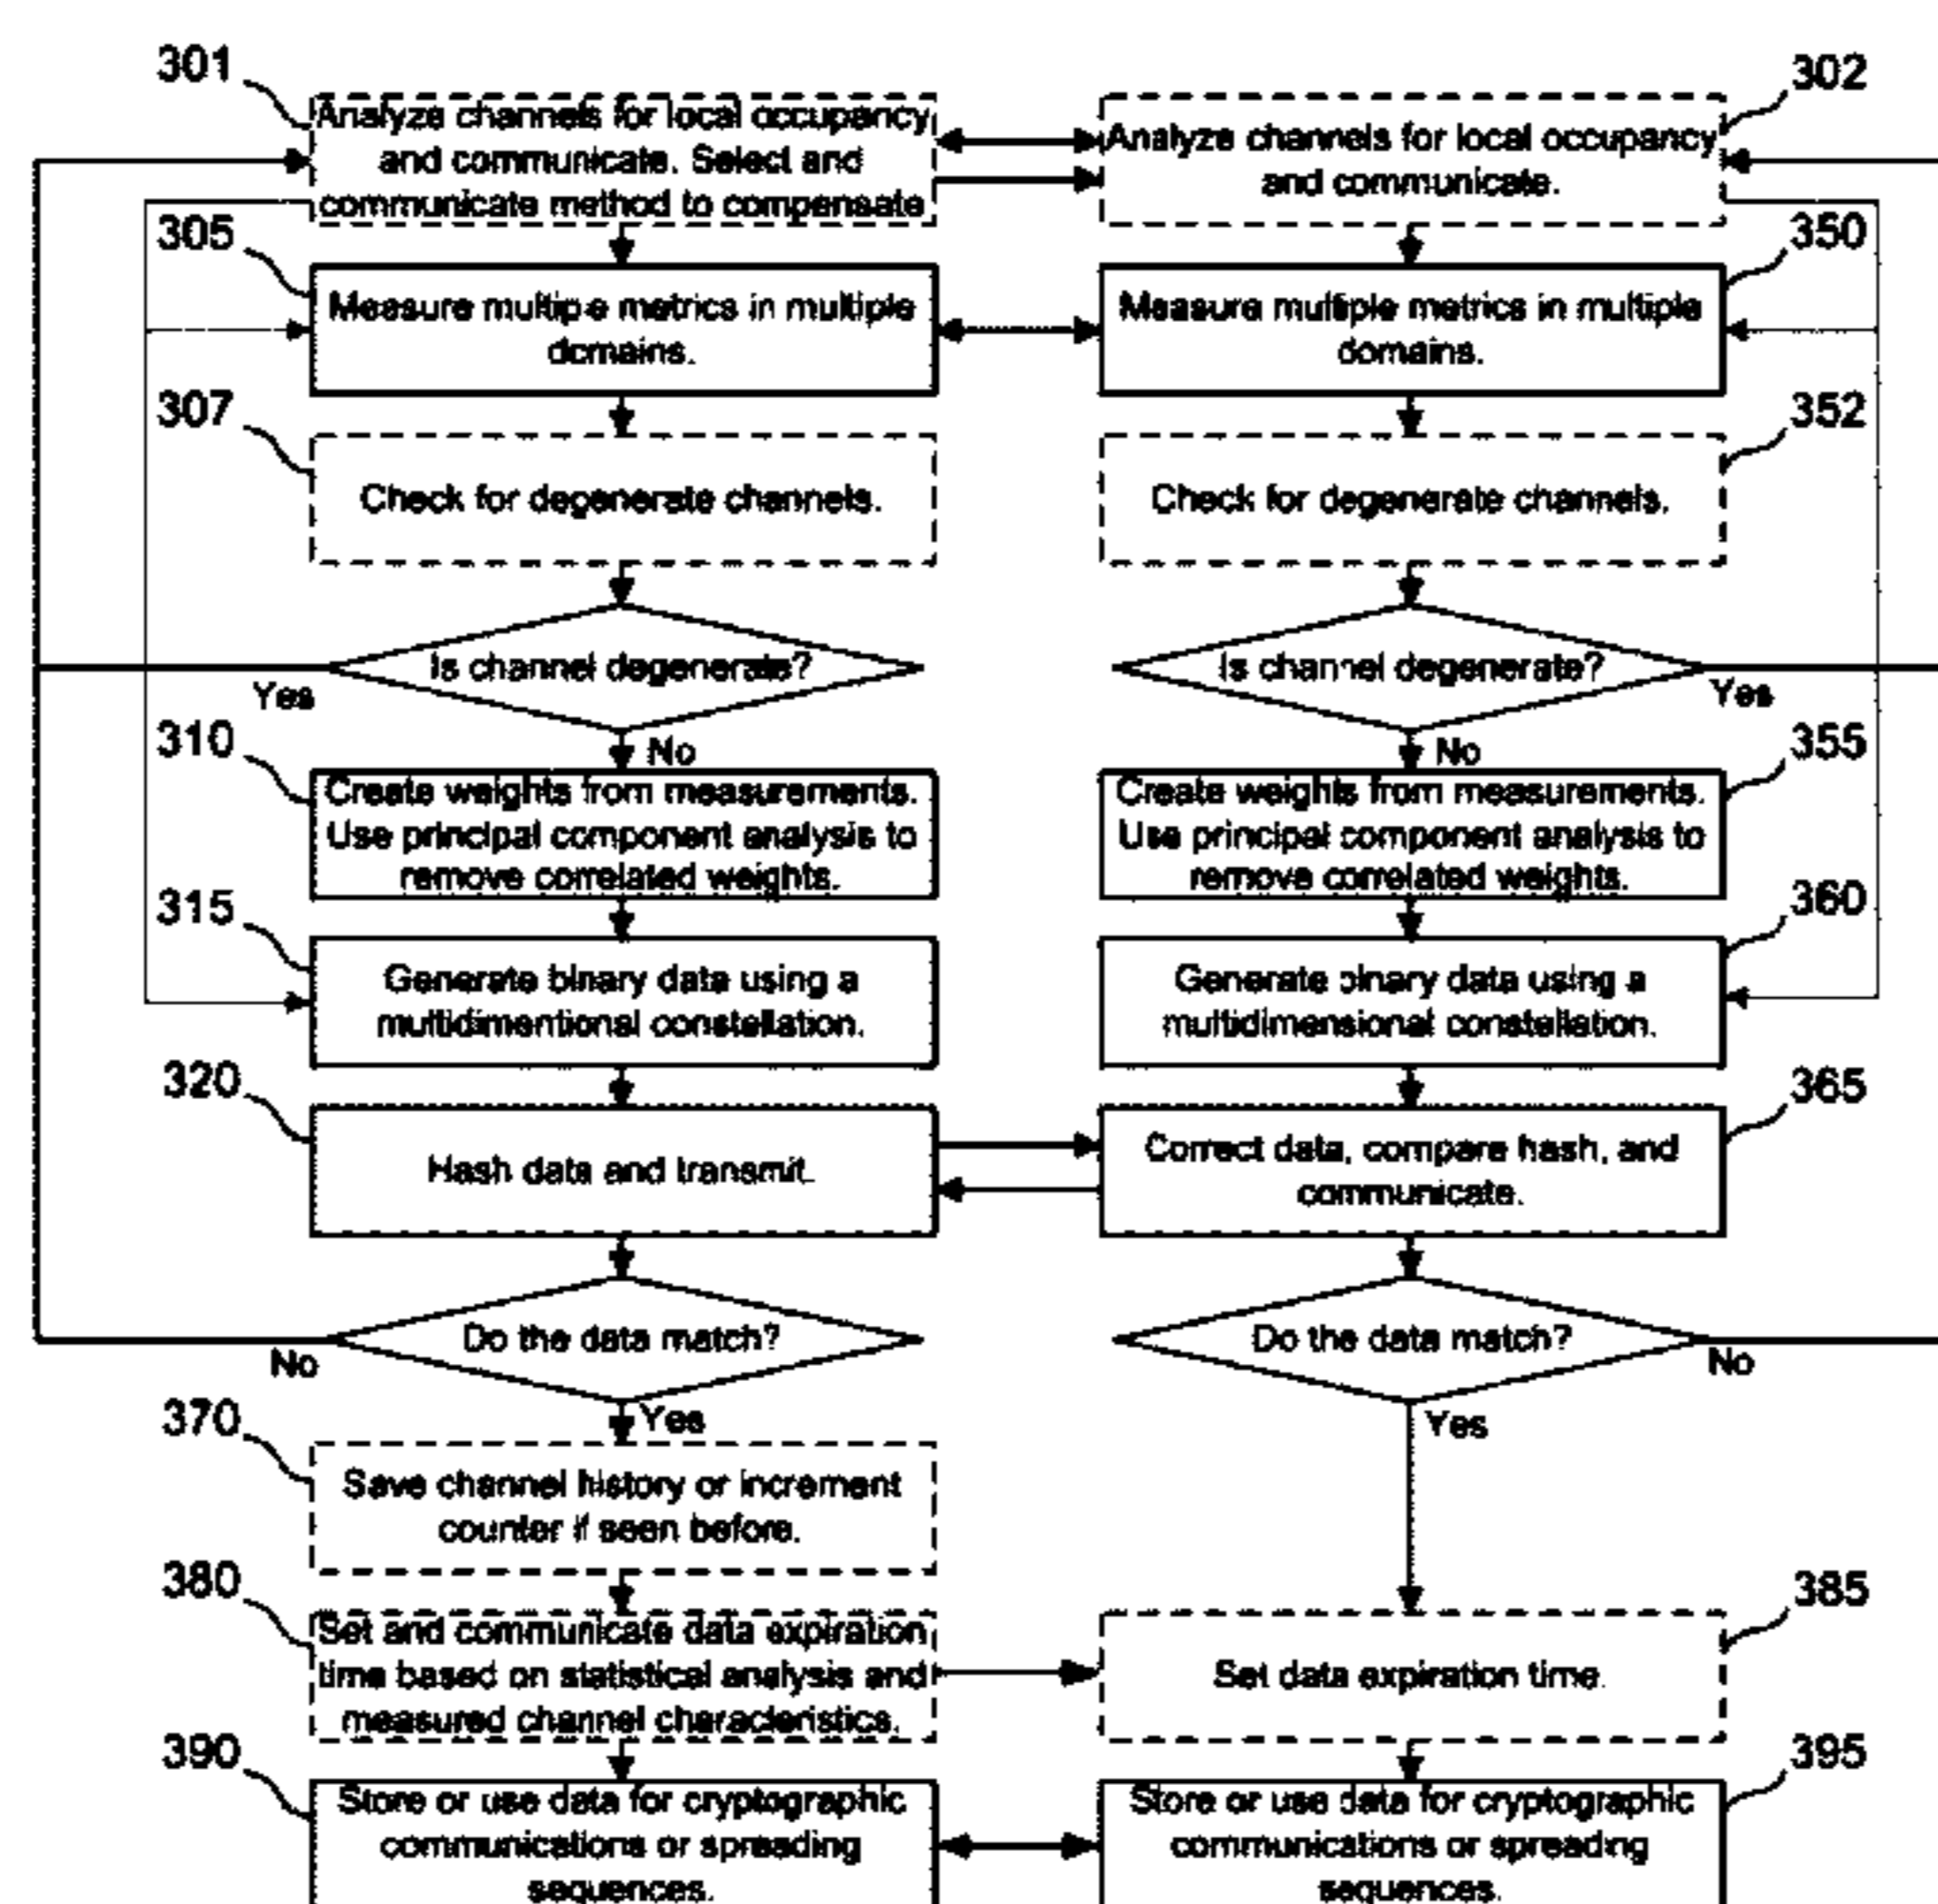 301
302
Analyze channels for local occupancy
and communicate. Select and
communicate method to compensate
Analyze channels for local occupancy
and communicate.
305
350
Measure multiple metrics in multiple
domains.
Measure multiple metrics in multiple
domains.
307
352
Check for degenerate channels.
Check for degenerate channels.
Is channel degenerate?
Is channel degenerate?
Yes
Yes
No
No
310
355
Create weights from measurements.
Use principal component analysis to
remove correlated weights.
Create weights from measurements.
Use principal component analysis to
remove correlated weights.
315
360
Generate binary data using a
multidimentional constellation.
Generate binary data using a
multidimensional constellation.
320
365
Hash data and transmit.
Correct data, compare hash, and
communicate.
Do the data match?
Do the data match?
No
No
Yes
Yes
370
Save channel history or increment
counter if seen before.
380
385
Set and communicate data expiration
time based on statistical analysis and
measured channel characteristics.
Set data expiration time.
390
395
Store or use data for cryptographic
communications or spreading
sequences.
Store or use data for cryptographic
communications or spreading
sequences.